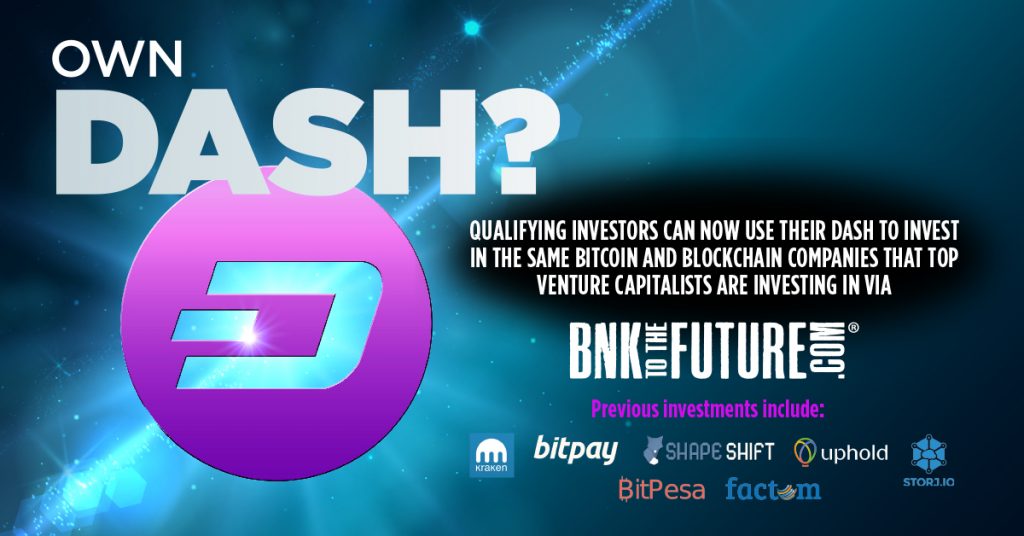 OWN
DASH?
QUALIFYING INVESTORS CAN NOW USE THEIR DASH TO INVEST
IN THE SAME BITCOIN AND BLOCKCHAIN COMPANIES THAT TOP
VENTURE CAPITALISTS ARE INVESTING IN VIA
BNK TO THE FUTURE .COM®
Previous investments include:
kraken bitpay SHAPESHIFT uphold STORJ.IO
BitPesa factom